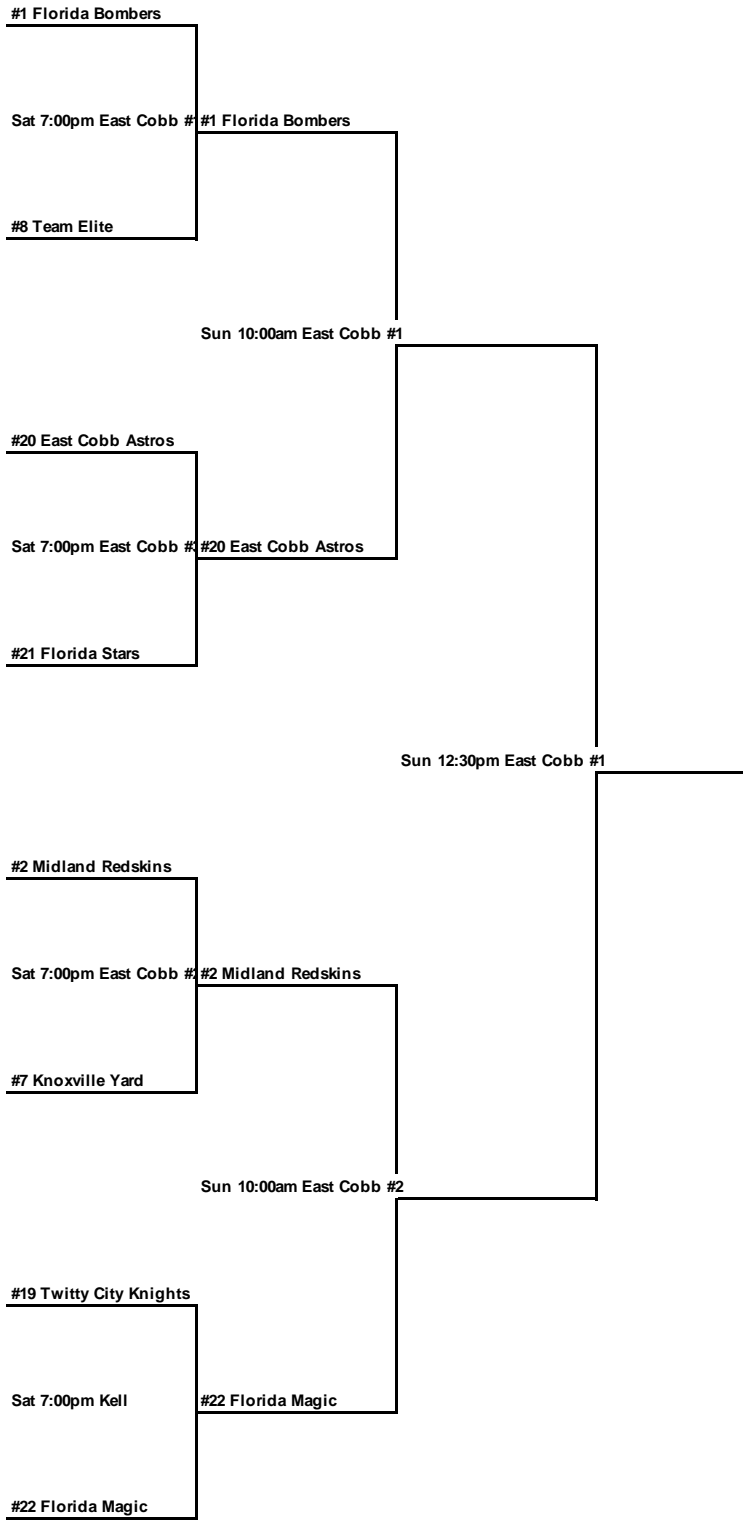 #1 Florida Bombers
Sat 7:00pm East Cobb #1 Florida Bombers
#8 Team Elite
Sun 10:00am East Cobb #1
#20 East Cobb Astros
Sat 7:00pm East Cobb #20 East Cobb Astros
#21 Florida Stars
Sun 12:30pm East Cobb #1
#2 Midland Redskins
Sat 7:00pm East Cobb #2 Midland Redskins
#7 Knoxville Yard
Sun 10:00am East Cobb #2
#19 Twitty City Knights
Sat 7:00pm Kell #22 Florida Magic
#22 Florida Magic